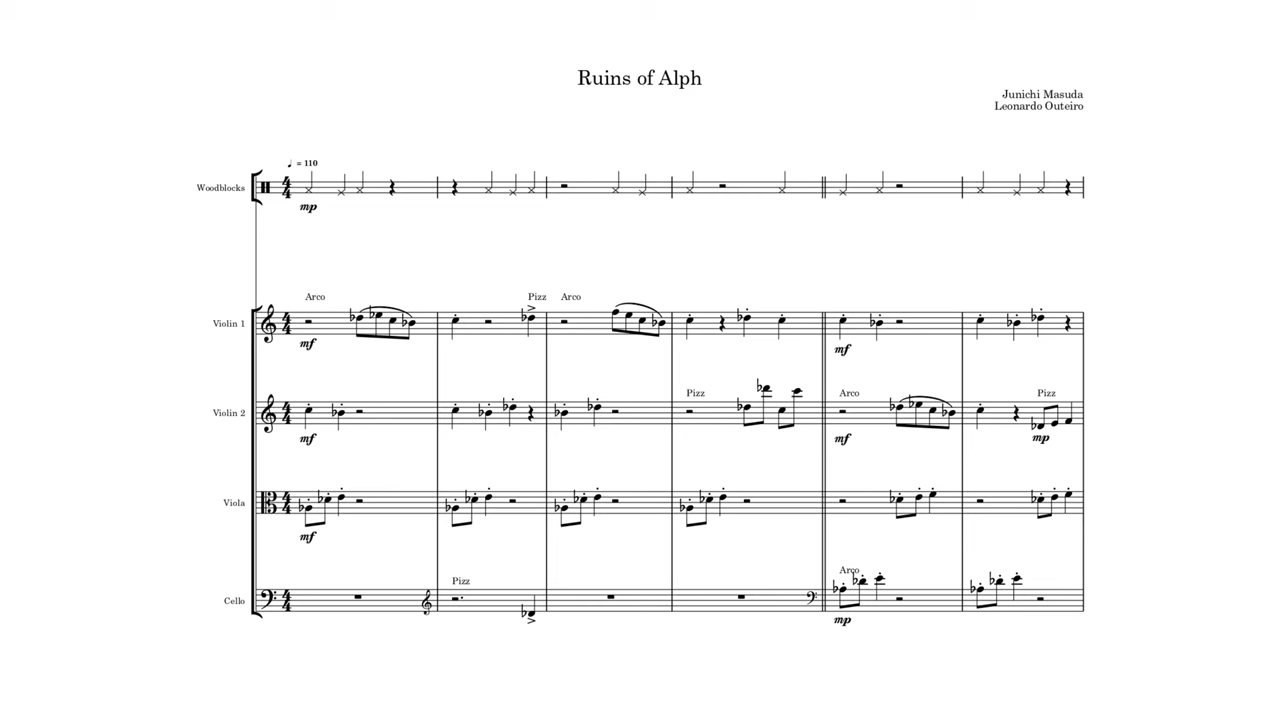 Ruins of Alph
Junichi Masuda
Leonardo Outeiro
♩ = 110
Woodblocks
mp
Arco
Pizz
Arco
Violin 1
mf
mf
Pizz
Arco
Pizz
Violin 2
mf
mf
mp
Viola
mf
Pizz
Arco
Cello
mp